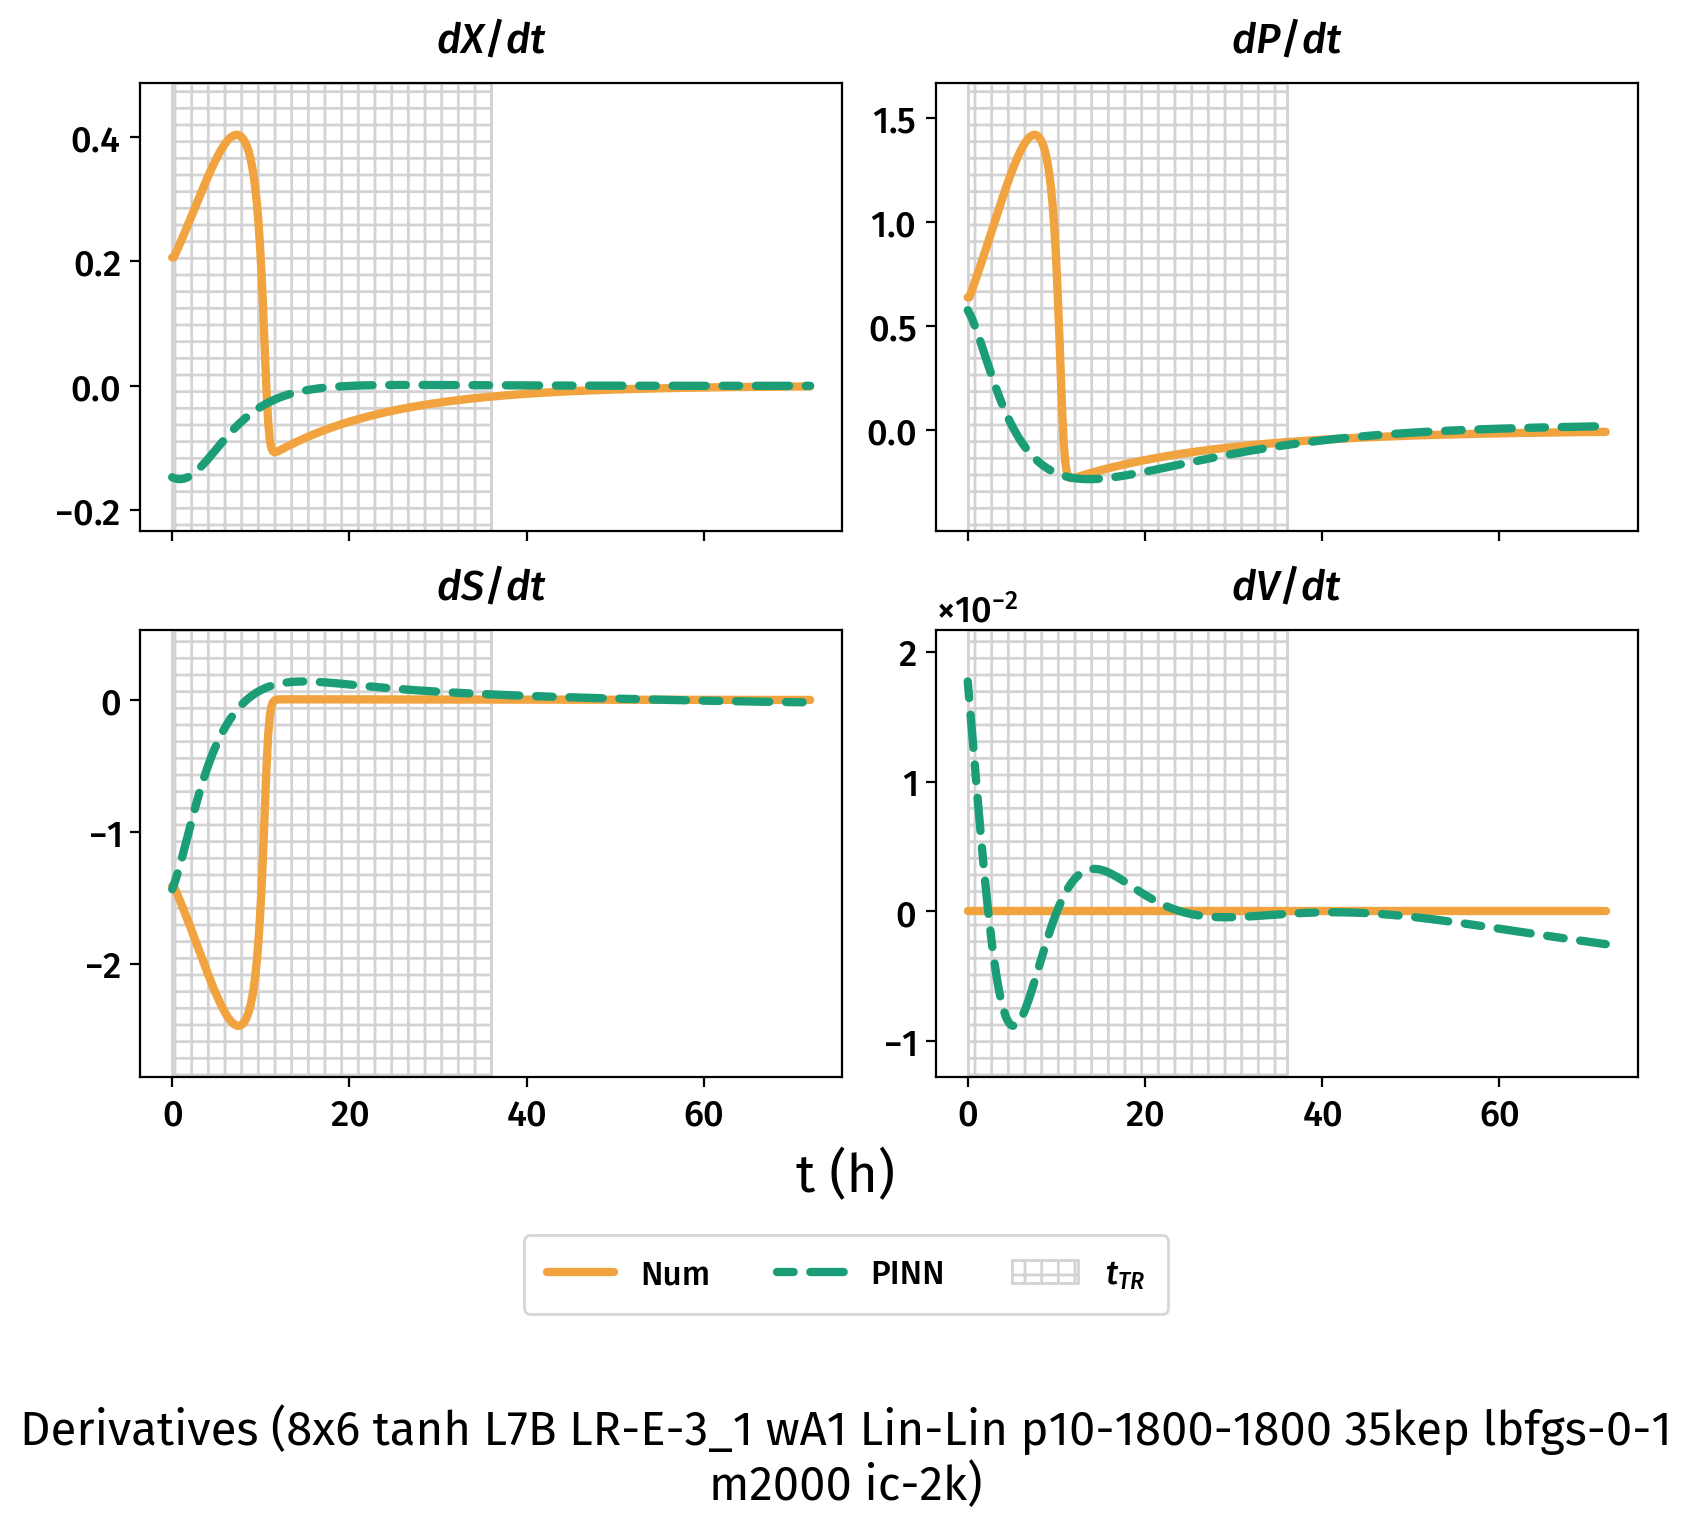 dX/dt
dP/dt
0.4
0.2
0.0
−0.2
1.5
1.0
0.5
0.0
dS/dt
dV/dt
×10⁻²
0
−1
−2
2
1
0
−1
0 20 40 60
0 20 40 60
t (h)
Num PINN t_TR
Derivatives (8x6 tanh L7B LR-E-3_1 wA1 Lin-Lin p10-1800-1800 35kep lbfgs-0-1
m2000 ic-2k)